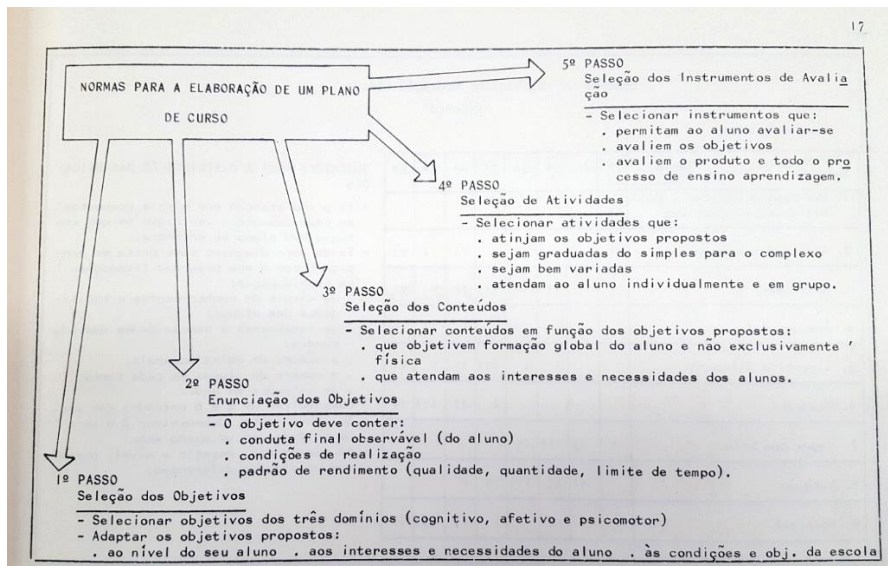 17
NORMAS PARA A ELABORAÇÃO DE UM PLANO
DE CURSO
5º PASSO
Seleção dos Instrumentos de Avalia
ção
- Selecionar instrumentos que:
. permitam ao aluno avaliar-se
. avaliem os objetivos
. avaliem o produto e todo o pro
cesso de ensino aprendizagem.
4º PASSO
Seleção de Atividades
- Selecionar atividades que:
. atinjam os objetivos propostos
. sejam graduadas do simples para o complexo
. sejam bem variadas
. atendam ao aluno individualmente e em grupo.
3º PASSO
Seleção dos Conteúdos
- Selecionar conteúdos em função dos objetivos propostos:
. que objetivem formação global do aluno e não exclusivamente '
física
. que atendam aos interesses e necessidades dos alunos.
2º PASSO
Enunciação dos Objetivos
- O objetivo deve conter:
. conduta final observável (do aluno)
. condições de realização
. padrão de rendimento (qualidade, quantidade, limite de tempo).
1º PASSO
Seleção dos Objetivos
- Selecionar objetivos dos três domínios (cognitivo, afetivo e psicomotor)
- Adaptar os objetivos propostos:
. ao nível do seu aluno . aos interesses e necessidades do aluno . às condições e obj. da escola